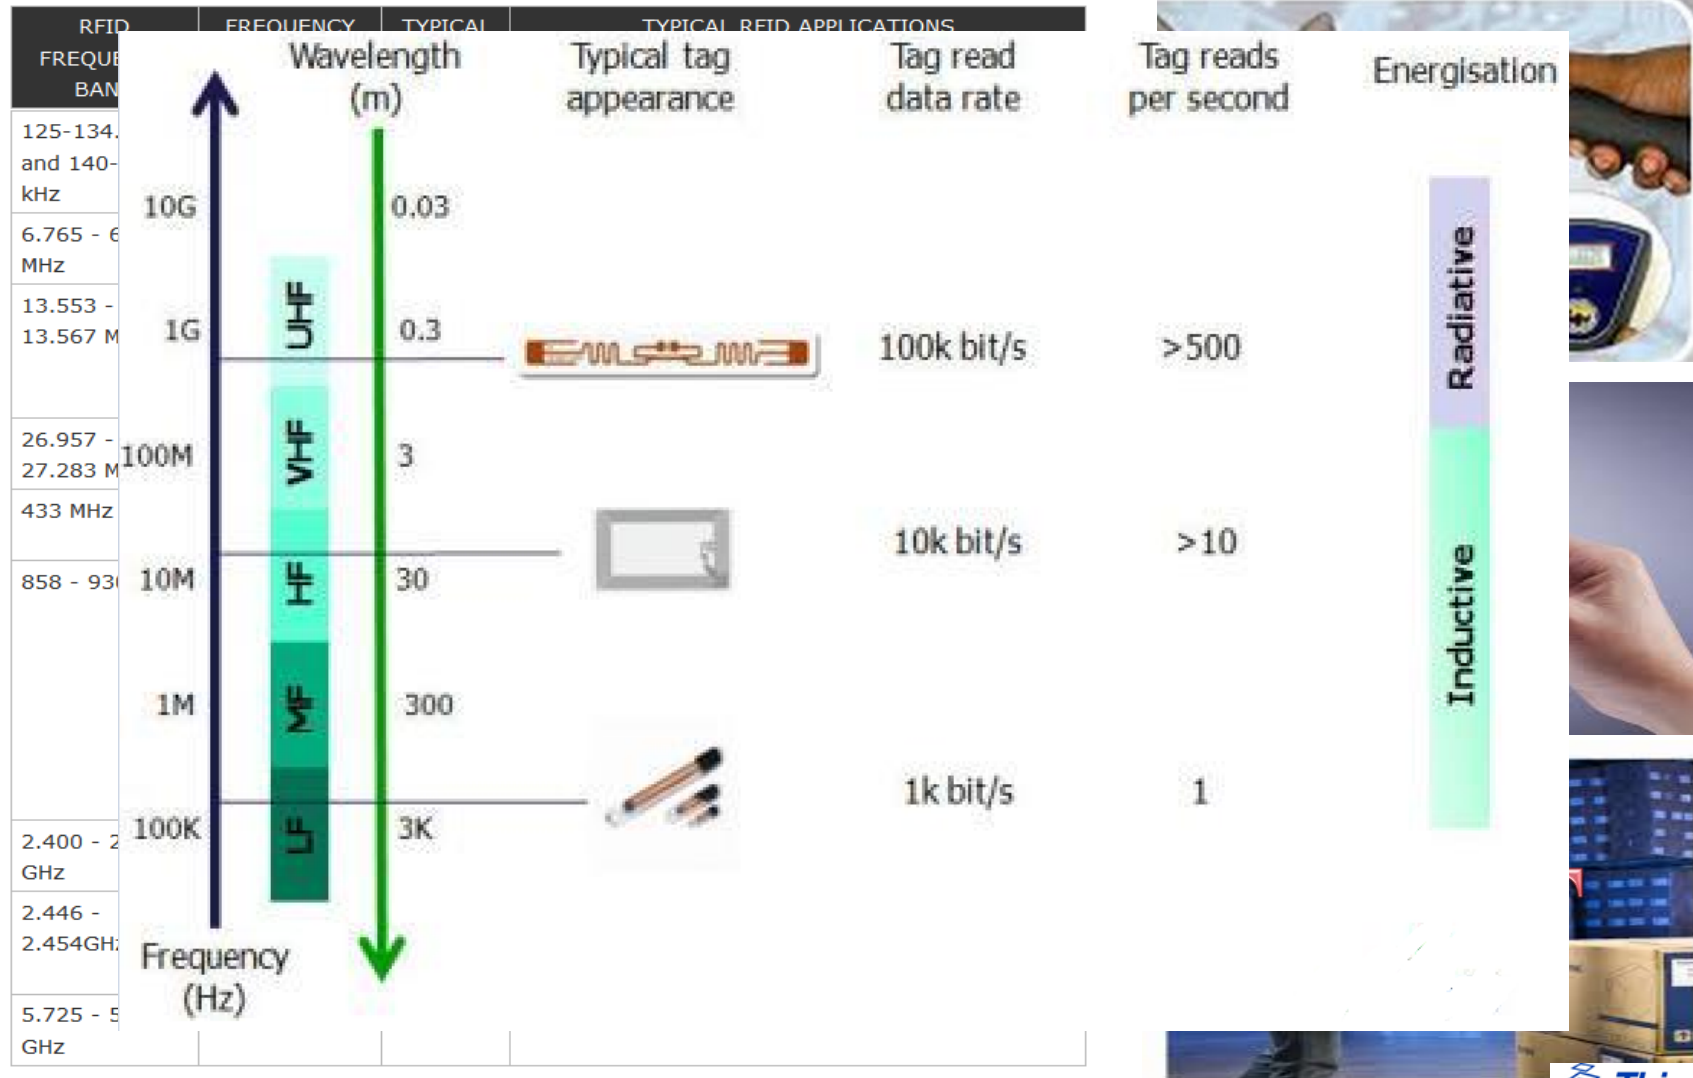 RFID
FREQUENCY
TYPICAL
TYPICAL RFID APPLICATIONS
FREQUE
BAN
125-134.
and 140-
kHz
6.765 - 6
MHz
13.553 -
13.567 M
26.957 -
27.283 M
433 MHz
858 - 930
2.400 - 2
GHz
2.446 -
2.454GHz
5.725 - 5
GHz
Wavelength
(m)
Typical tag
appearance
Tag read
data rate
Tag reads
per second
Energisation
10G
0.03
1G
UHF
0.3
100k bit/s
>500
Radiative
100M
VHF
3
10M
HF
30
10k bit/s
>10
Inductive
1M
MF
300
100K
LF
3K
1k bit/s
1
Frequency
(Hz)